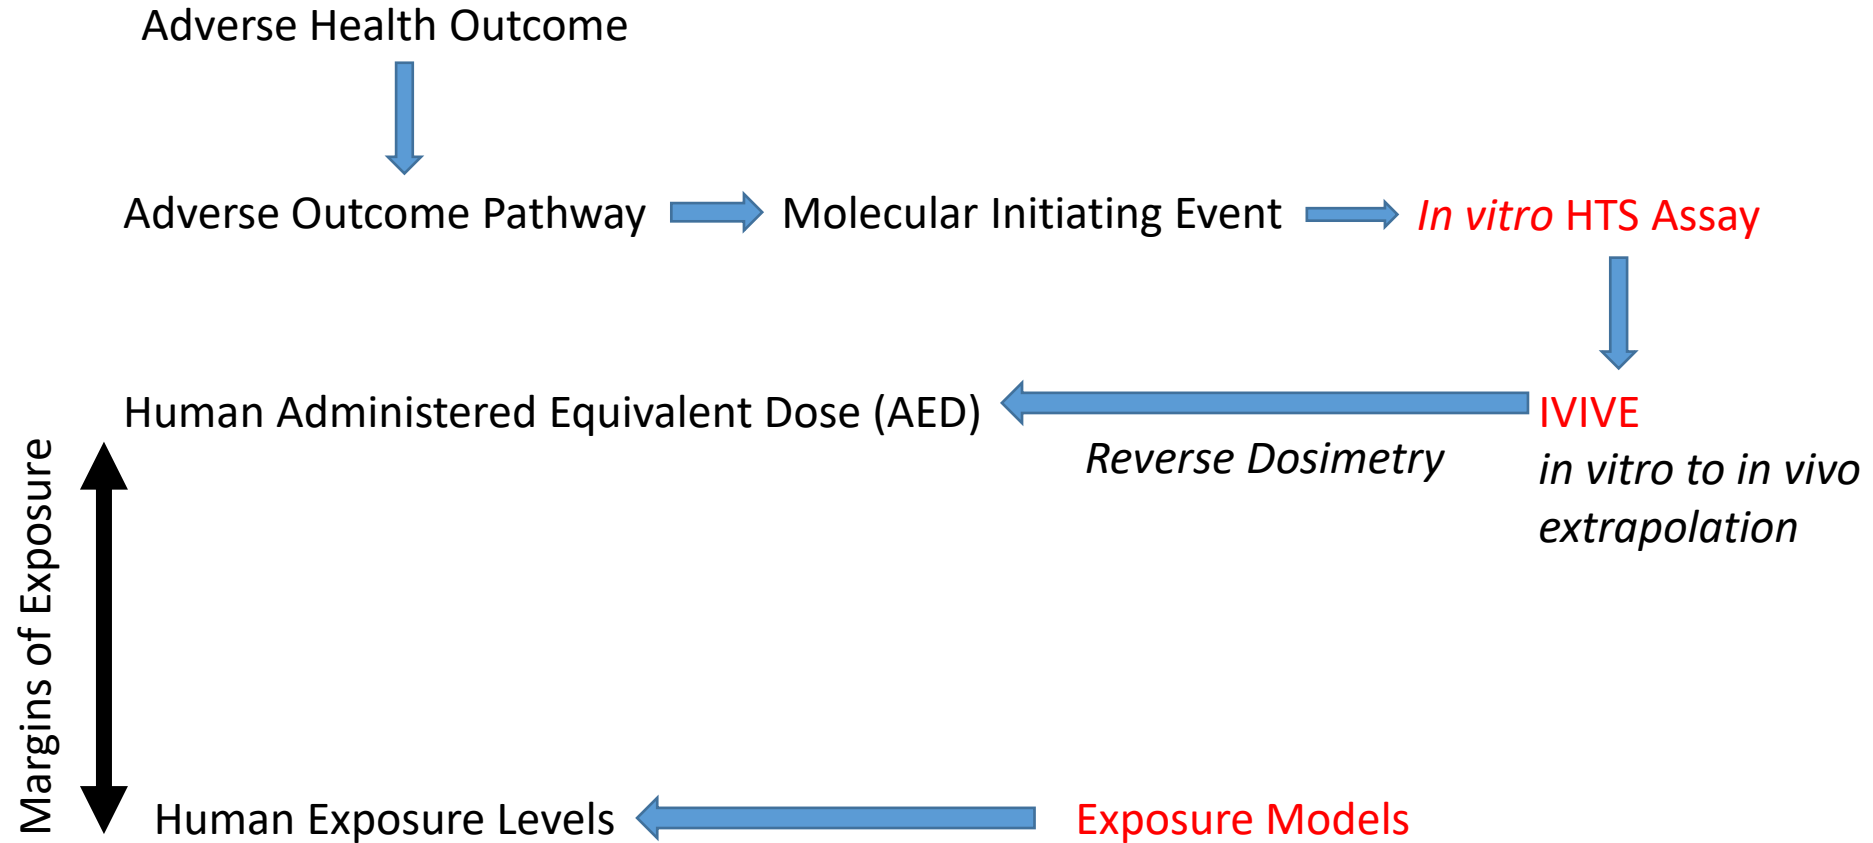 Adverse Health Outcome
Adverse Outcome Pathway
Molecular Initiating Event
In vitro HTS Assay
Human Administered Equivalent Dose (AED)
Reverse Dosimetry
IVIVE
in vitro to in vivo
extrapolation
Margins of Exposure
Human Exposure Levels
Exposure Models